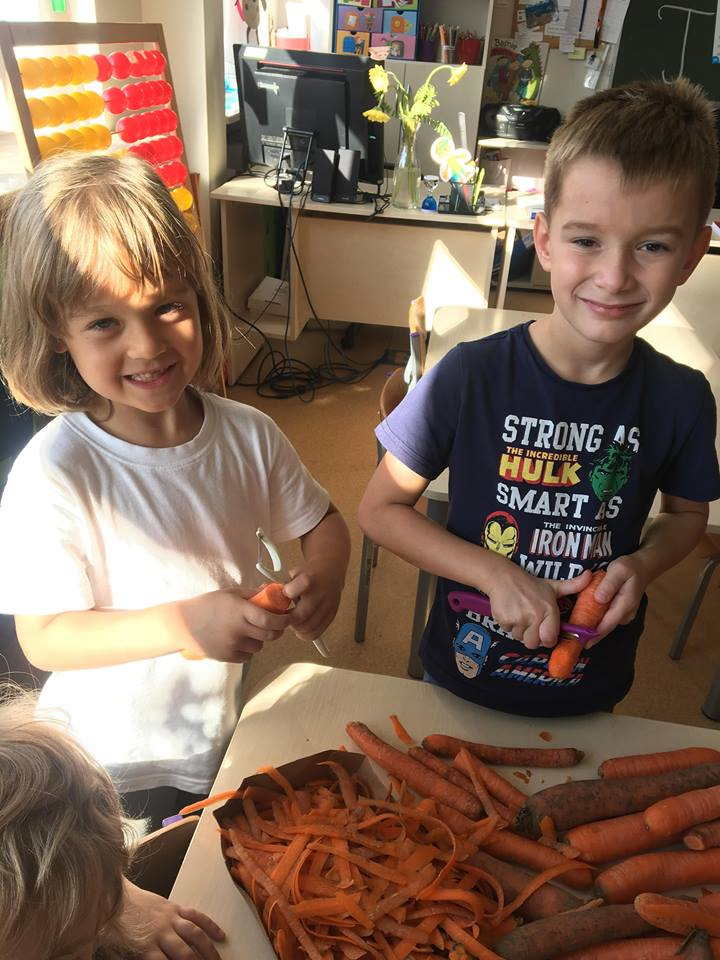 STRONG AS
THE INCREDIBLE
HULK
SMART AS
THE INVINCIBLE
IRON MAN
CAPTAIN
AMERICA